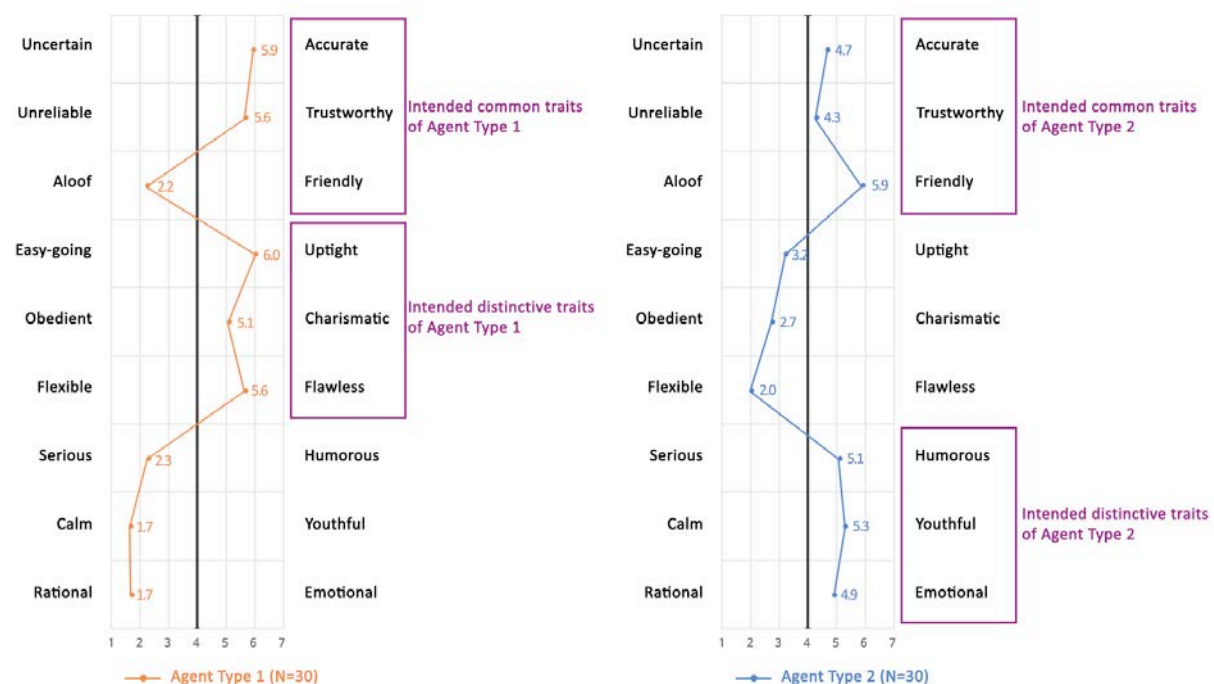 Uncertain 5.9 Accurate
Unreliable 5.6 Trustworthy
Intended common traits
of Agent Type 1
Aloof 2.2 Friendly
Easy-going 6.0 Uptight
Obedient 5.1 Charismatic
Intended distinctive traits
of Agent Type 1
Flexible 5.6 Flawless
Serious 2.3 Humorous
Calm 1.7 Youthful
Rational 1.7 Emotional
1 2 3 4 5 6 7
Agent Type 1 (N=30)
Uncertain 4.7 Accurate
Unreliable 4.3 Trustworthy
Intended common traits
of Agent Type 2
Aloof 5.9 Friendly
Easy-going 3.2 Uptight
Obedient 2.7 Charismatic
Flexible 2.0 Flawless
Serious 5.1 Humorous
Calm 5.3 Youthful
Intended distinctive traits
of Agent Type 2
Rational 4.9 Emotional
1 2 3 4 5 6 7
Agent Type 2 (N=30)